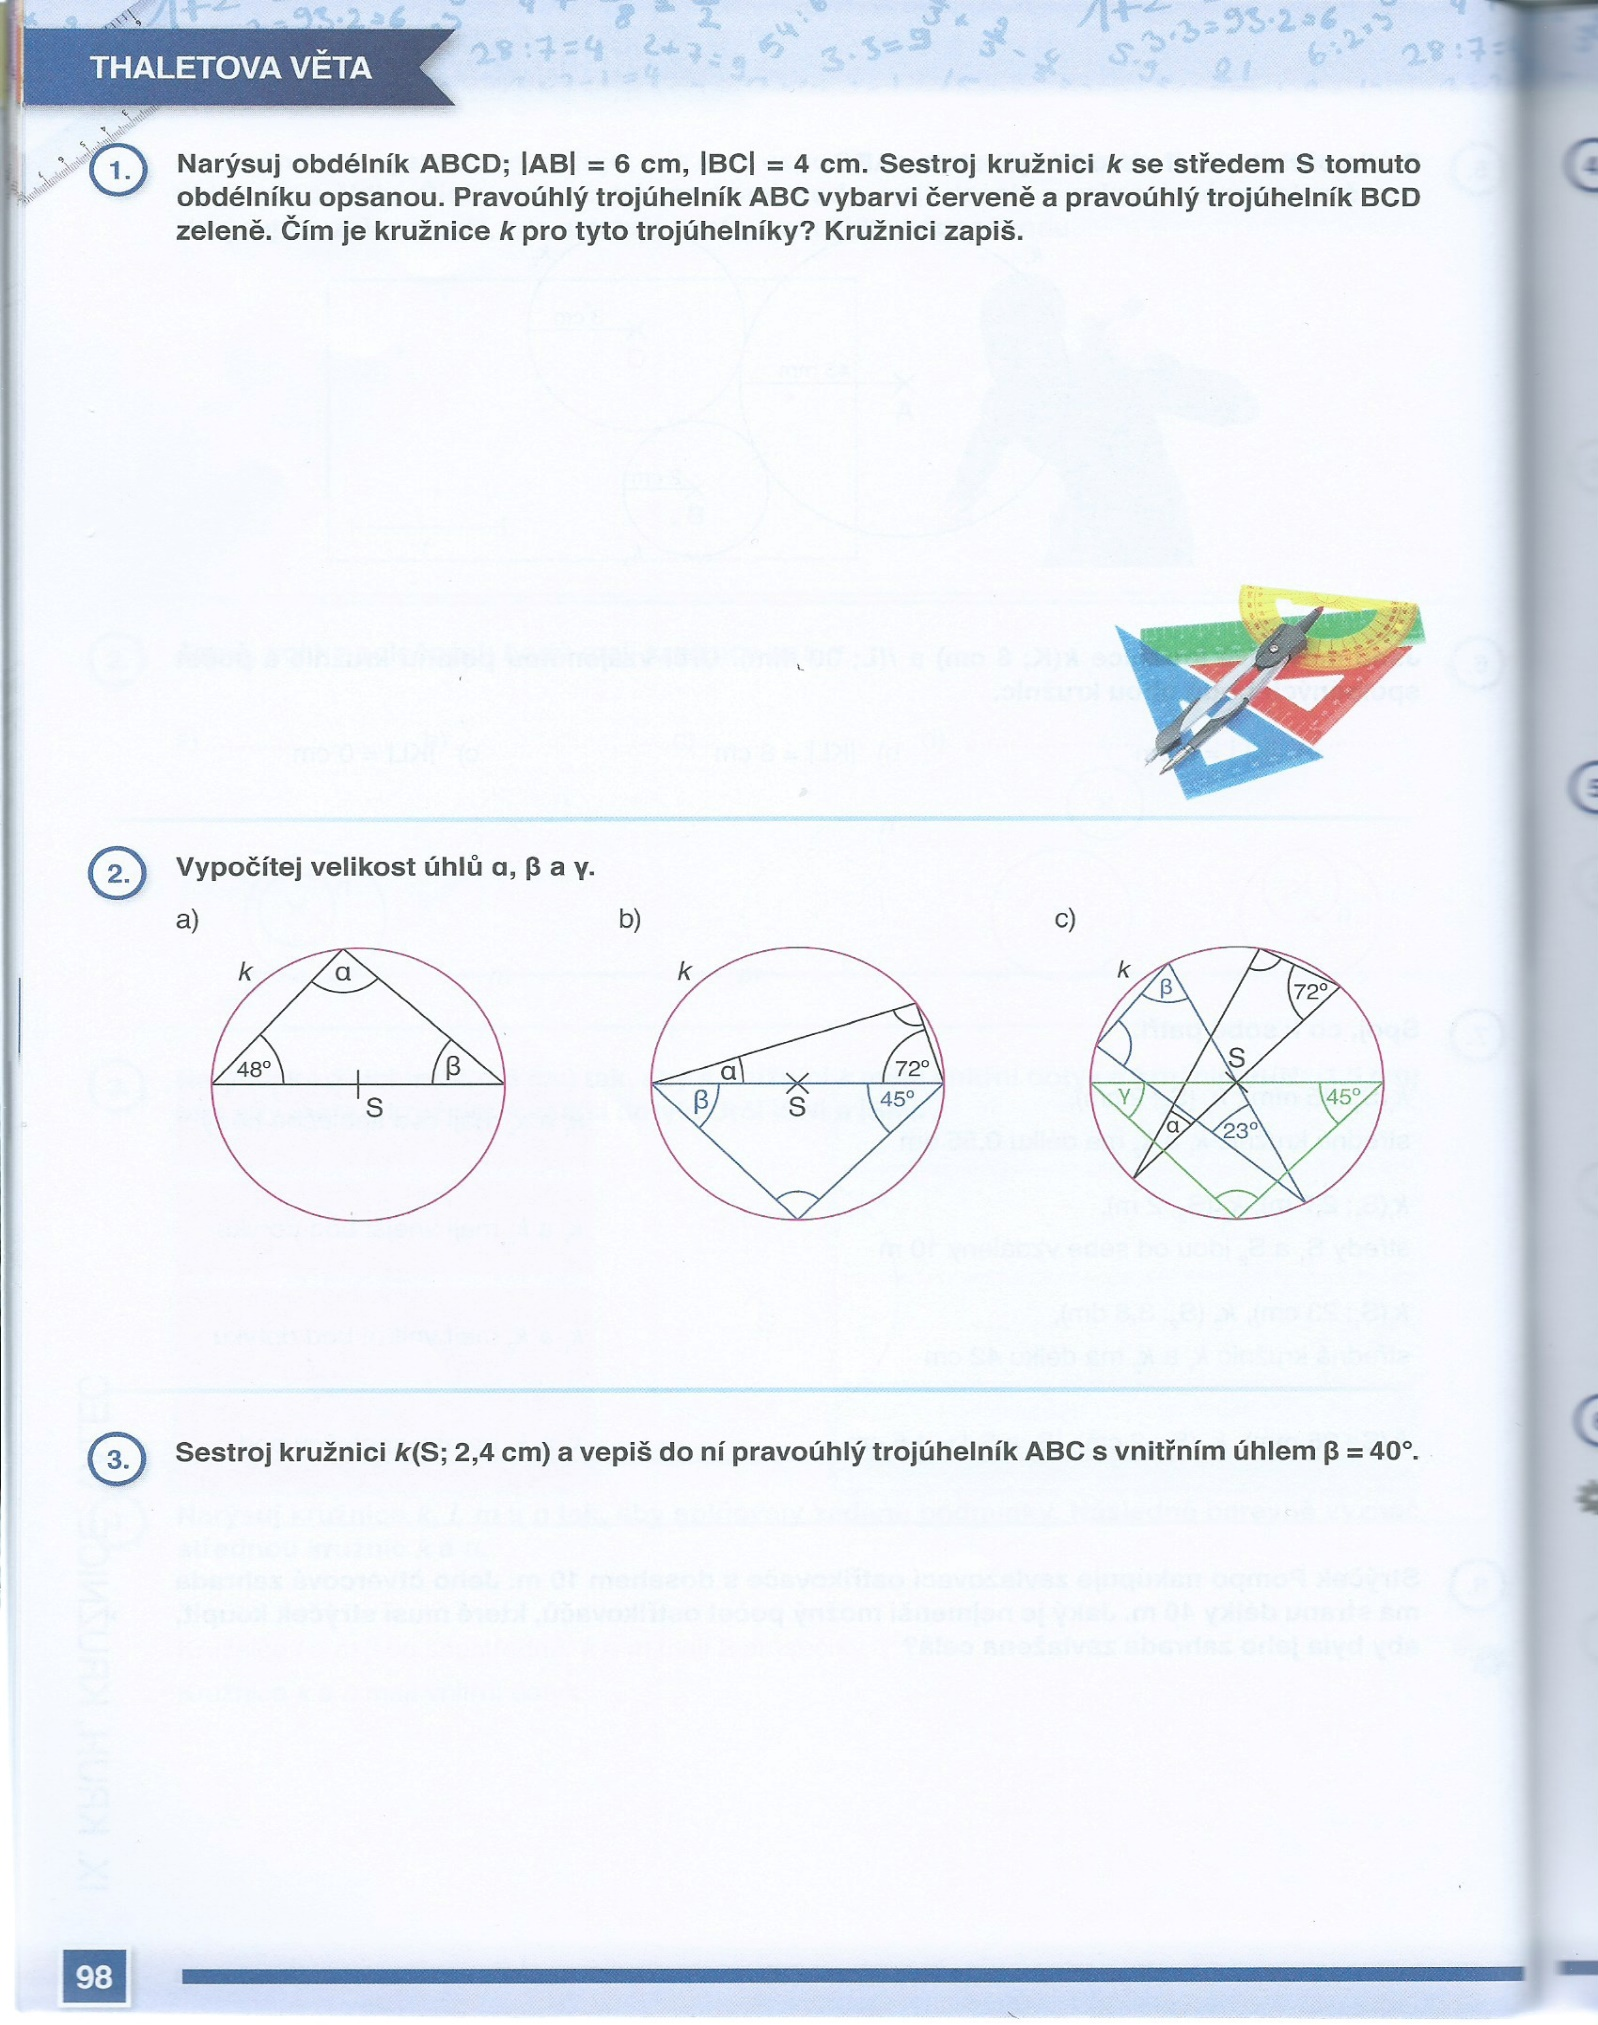 THALETOVA VĚTA
1.
Narýsuj obdélník ABCD; |AB| = 6 cm, |BC| = 4 cm. Sestroj kružnici k se středem S tomuto
obdélníku opsanou. Pravoúhlý trojúhelník ABC vybarvi červeně a pravoúhlý trojúhelník BCD
zeleně. Čím je kružnice k pro tyto trojúhelníky? Kružnici zapiš.
2.
Vypočítej velikost úhlů α, β a γ.
a)
k
α
48°
β
S
b)
k
α
72°
β
S
45°
c)
k
β
72°
S
γ
45°
α
23°
3.
Sestroj kružnici k(S; 2,4 cm) a vepiš do ní pravoúhlý trojúhelník ABC s vnitřním úhlem β = 40°.
98